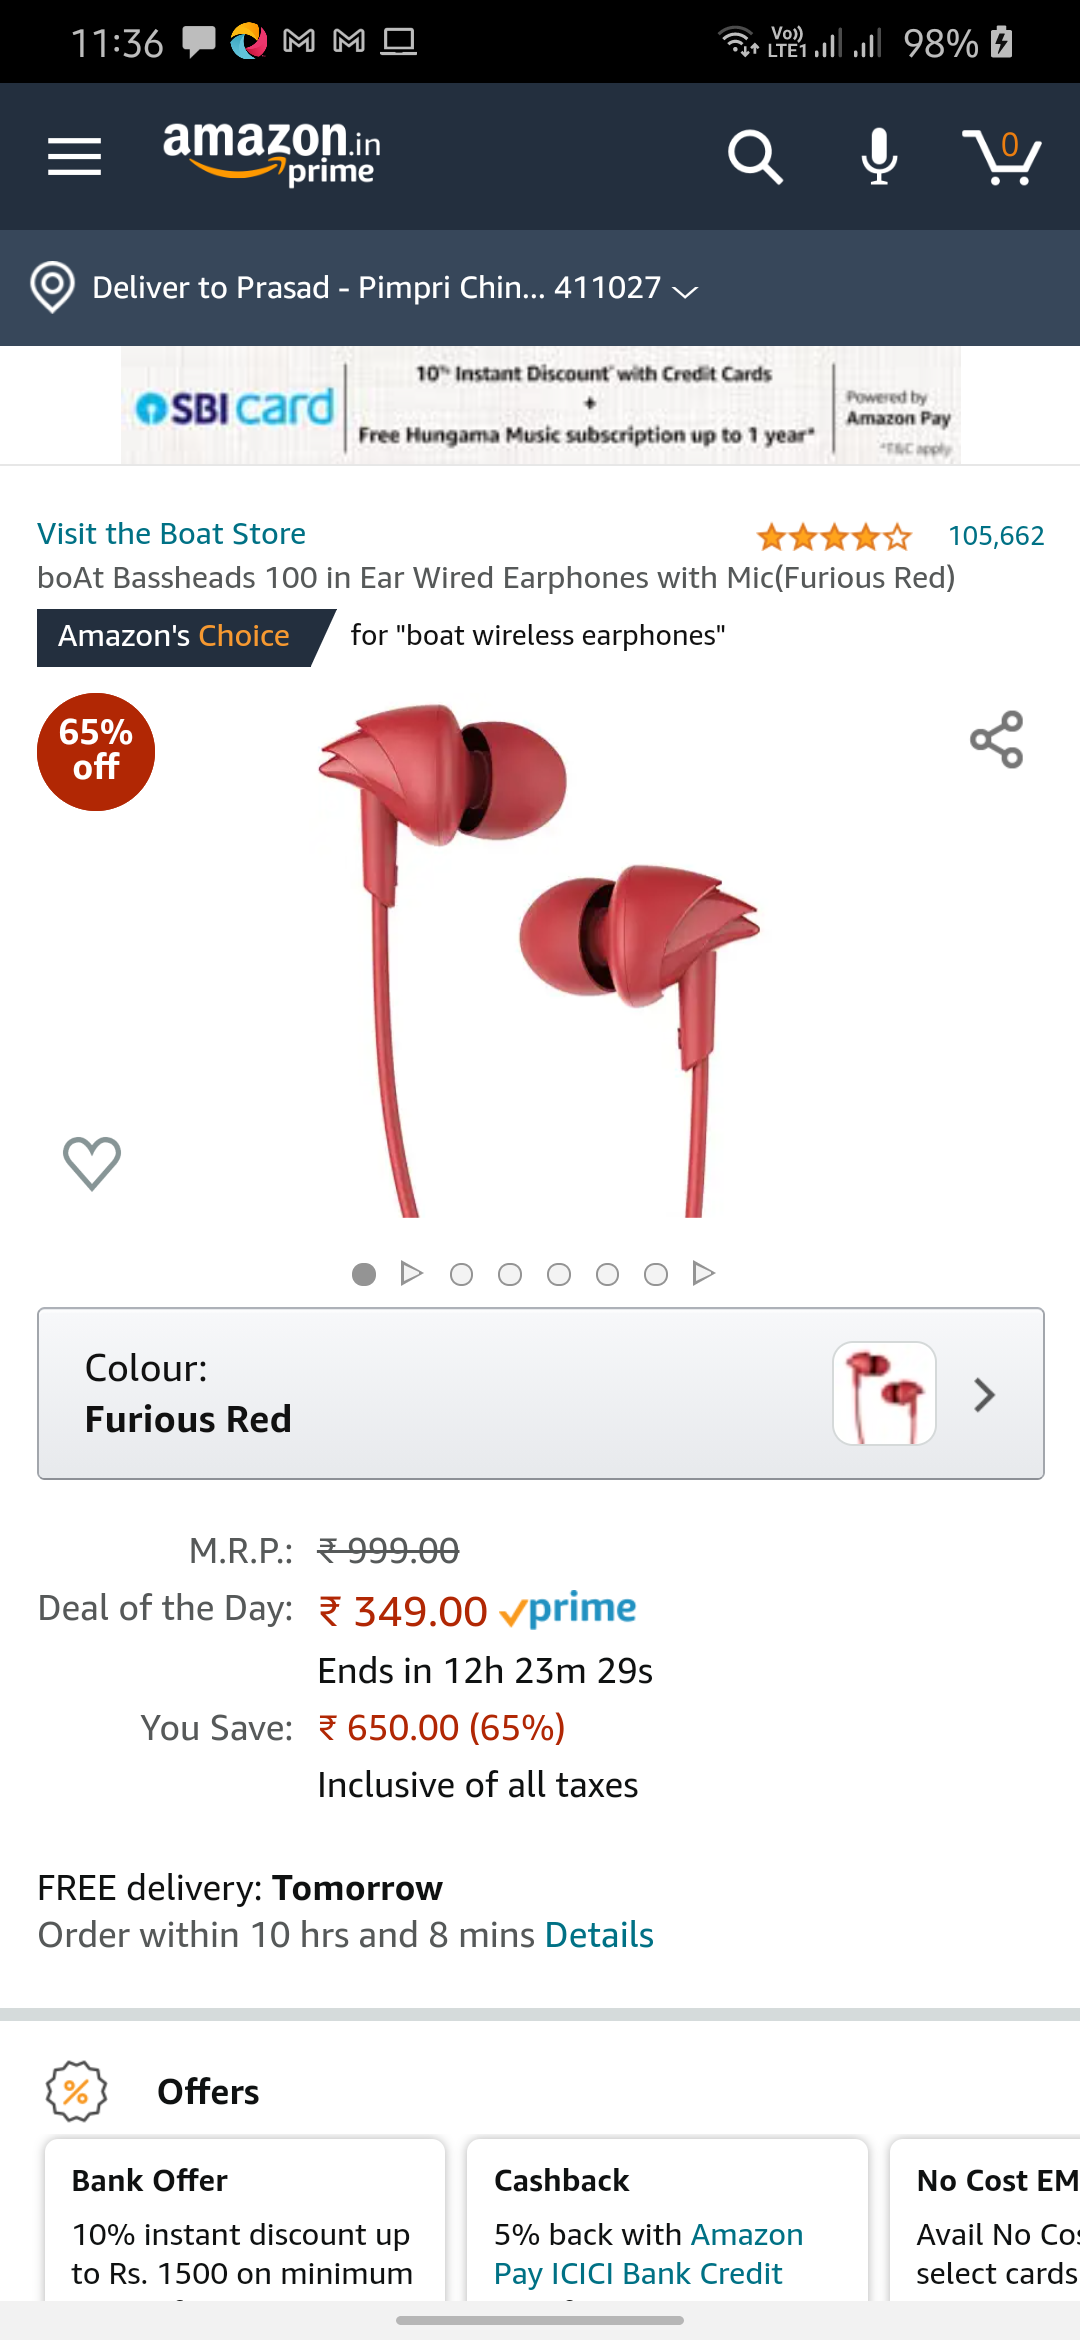 11:36
Vo)) LTE1 98%
amazon.in
prime
0
Deliver to Prasad - Pimpri Chin... 411027
SBI card
10% Instant Discount* with Credit Cards
+
Free Hungama Music subscription up to 1 year*
Powered by
Amazon Pay
*T&C apply
Visit the Boat Store
105,662
boAt Bassheads 100 in Ear Wired Earphones with Mic(Furious Red)
Amazon's Choice for "boat wireless earphones"
65%
off
Colour:
Furious Red
M.R.P.: ₹ 999.00
Deal of the Day: ₹ 349.00 prime
Ends in 12h 23m 29s
You Save: ₹ 650.00 (65%)
Inclusive of all taxes
FREE delivery: Tomorrow
Order within 10 hrs and 8 mins Details
% Offers
Bank Offer
10% instant discount up
to Rs. 1500 on minimum
Cashback
5% back with Amazon
Pay ICICI Bank Credit
No Cost EM
Avail No Cos
select cards